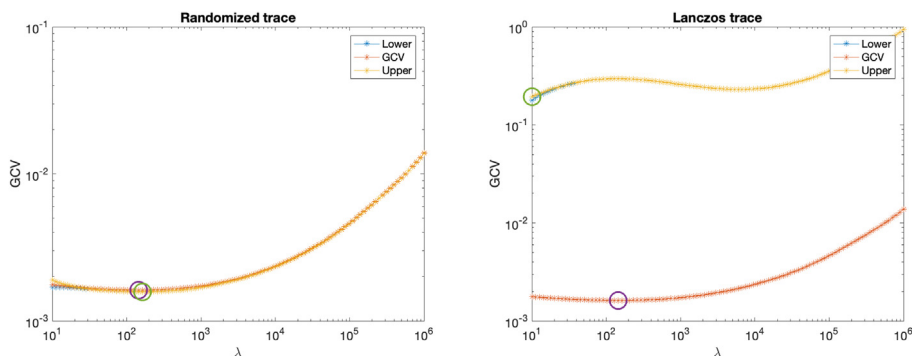 Randomized trace
10^-1
10^-2
10^-3
GCV
10^1 10^2 10^3 10^4 10^5 10^6
λ
Lower
GCV
Upper
Lanczos trace
10^0
10^-1
10^-2
10^-3
GCV
10^1 10^2 10^3 10^4 10^5 10^6
λ
Lower
GCV
Upper